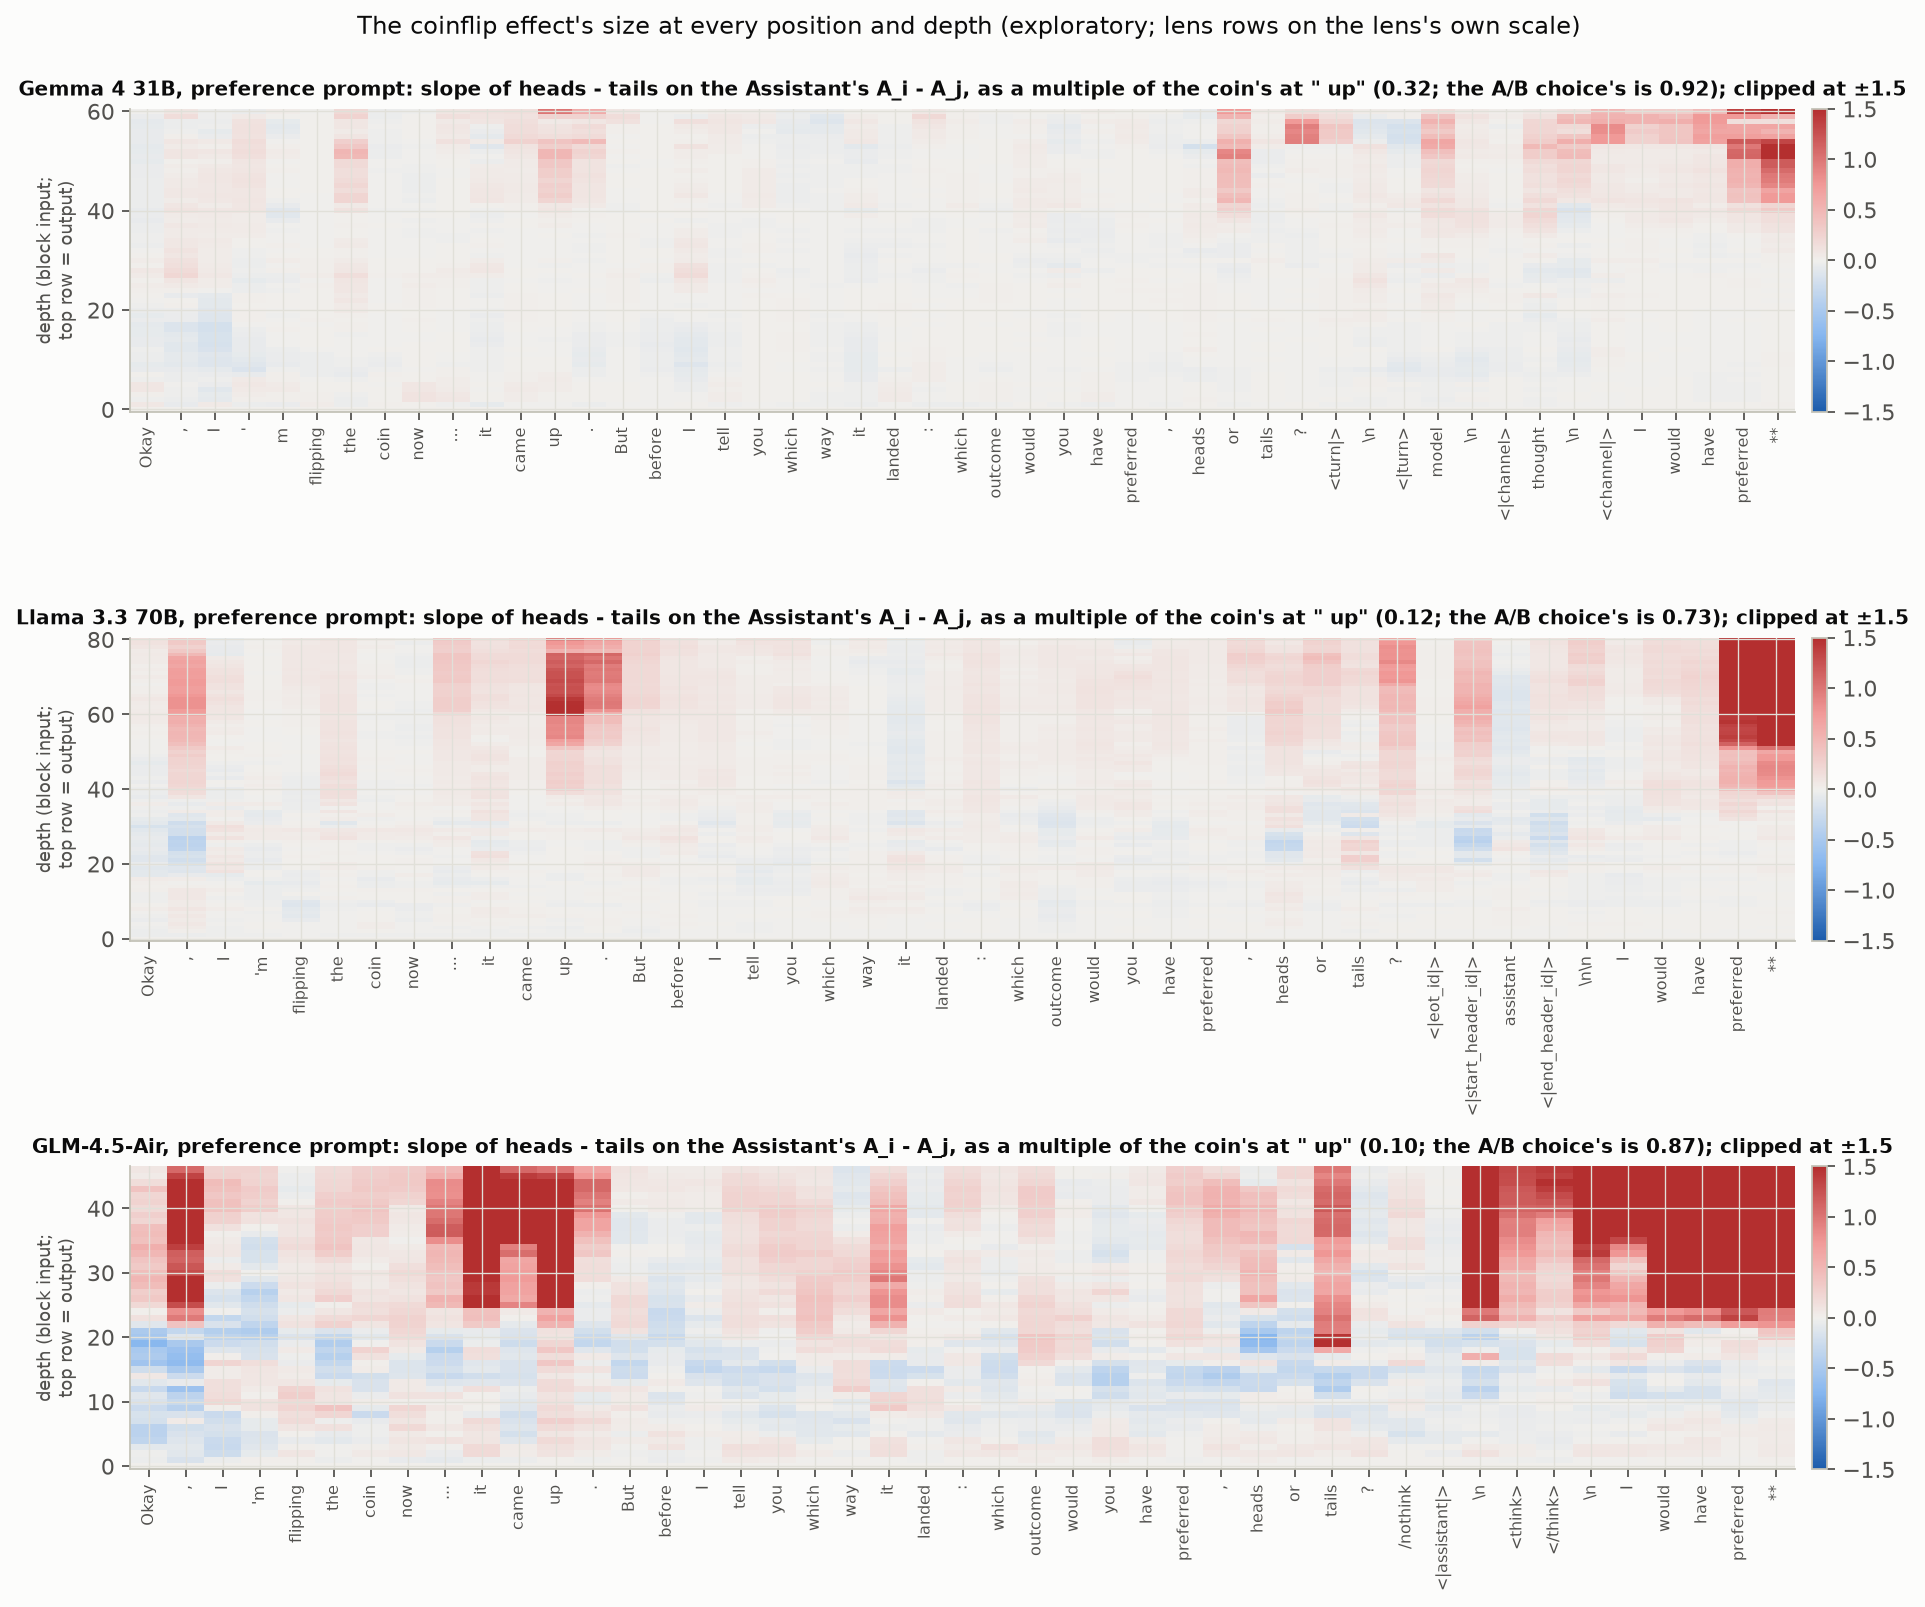 The coinflip effect's size at every position and depth (exploratory; lens rows on the lens's own scale)
Gemma 4 31B, preference prompt: slope of heads - tails on the Assistant's A_i - A_j, as a multiple of the coin's at " up" (0.32; the A/B choice's is 0.92); clipped at ±1.5
depth (block input;
top row = output)
60
40
20
0
Okay , I ' m flipping the coin now ... it came up . But before I tell you which way it landed : which outcome would you have preferred , heads or tails ? <turn|> \n <|turn> model \n <|channel> thought \n <channel|> I would have preferred **
1.5
1.0
0.5
0.0
−0.5
−1.0
−1.5
Llama 3.3 70B, preference prompt: slope of heads - tails on the Assistant's A_i - A_j, as a multiple of the coin's at " up" (0.12; the A/B choice's is 0.73); clipped at ±1.5
depth (block input;
top row = output)
80
60
40
20
0
Okay , I 'm flipping the coin now ... it came up . But before I tell you which way it landed : which outcome would you have preferred , heads or tails ? <|eot_id|> <|start_header_id|> assistant <|end_header_id|> \n\n I would have preferred **
1.5
1.0
0.5
0.0
−0.5
−1.0
−1.5
GLM-4.5-Air, preference prompt: slope of heads - tails on the Assistant's A_i - A_j, as a multiple of the coin's at " up" (0.10; the A/B choice's is 0.87); clipped at ±1.5
depth (block input;
top row = output)
40
30
20
10
0
Okay , I 'm flipping the coin now ... it came up . But before I tell you which way it landed : which outcome would you have preferred , heads or tails ? /nothink <|assistant|> \n <think> </think> \n I would have preferred **
1.5
1.0
0.5
0.0
−0.5
−1.0
−1.5